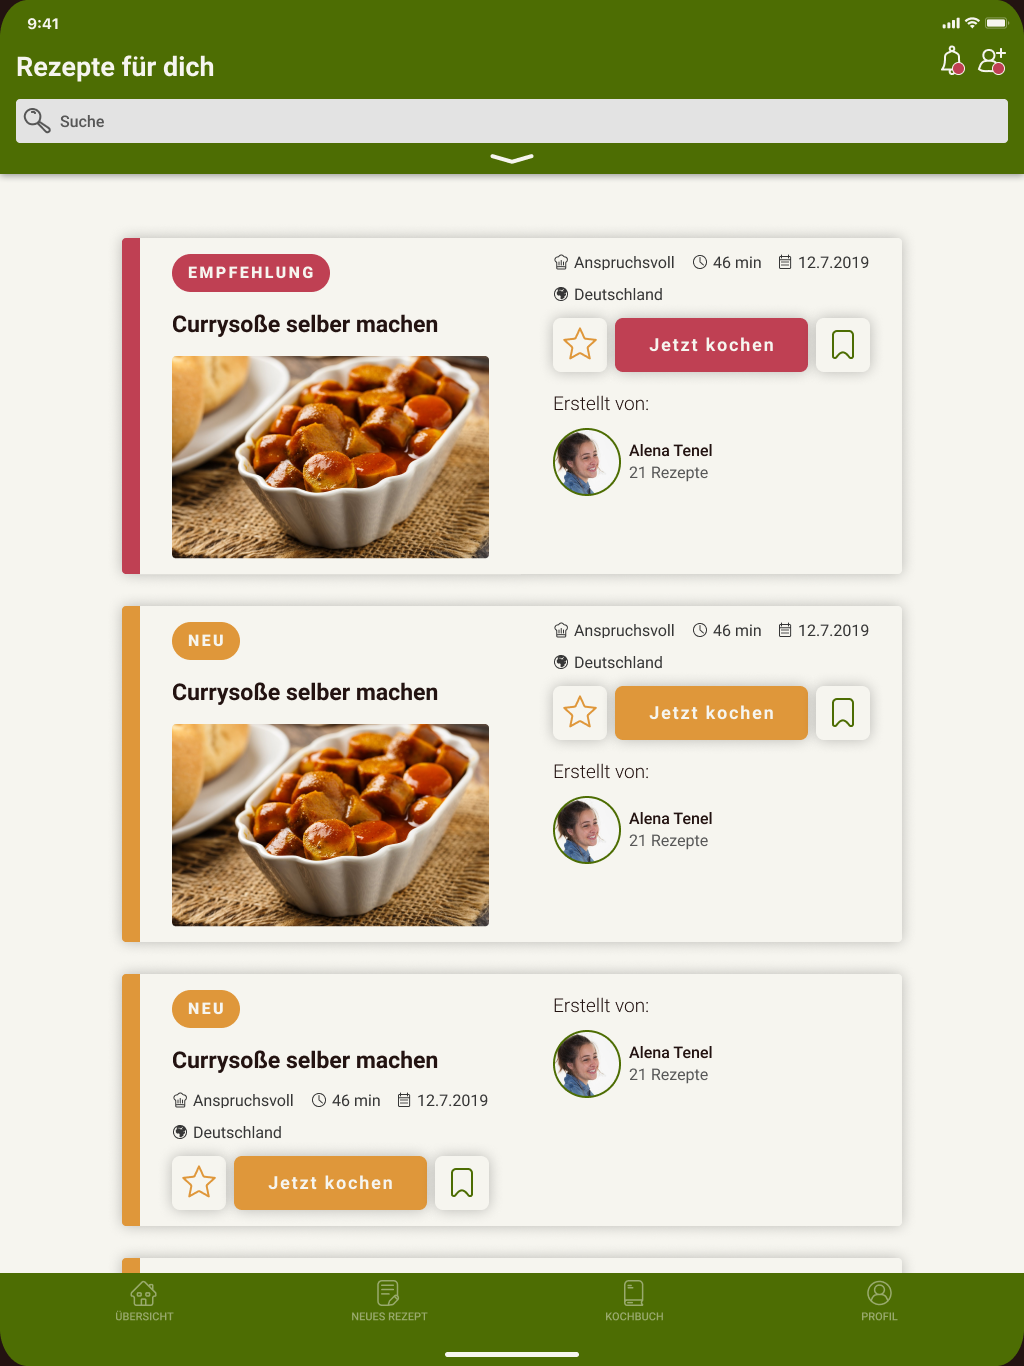 9:41
Rezepte für dich
Suche
EMPFEHLUNG
Currysoße selber machen
Anspruchsvoll 46 min 12.7.2019
Deutschland
Jetzt kochen
Erstellt von:
Alena Tenel
21 Rezepte
NEU
Currysoße selber machen
Anspruchsvoll 46 min 12.7.2019
Deutschland
Jetzt kochen
Erstellt von:
Alena Tenel
21 Rezepte
NEU
Currysoße selber machen
Anspruchsvoll 46 min 12.7.2019
Deutschland
Jetzt kochen
Erstellt von:
Alena Tenel
21 Rezepte
ÜBERSICHT NEUES REZEPT KOCHBUCH PROFIL